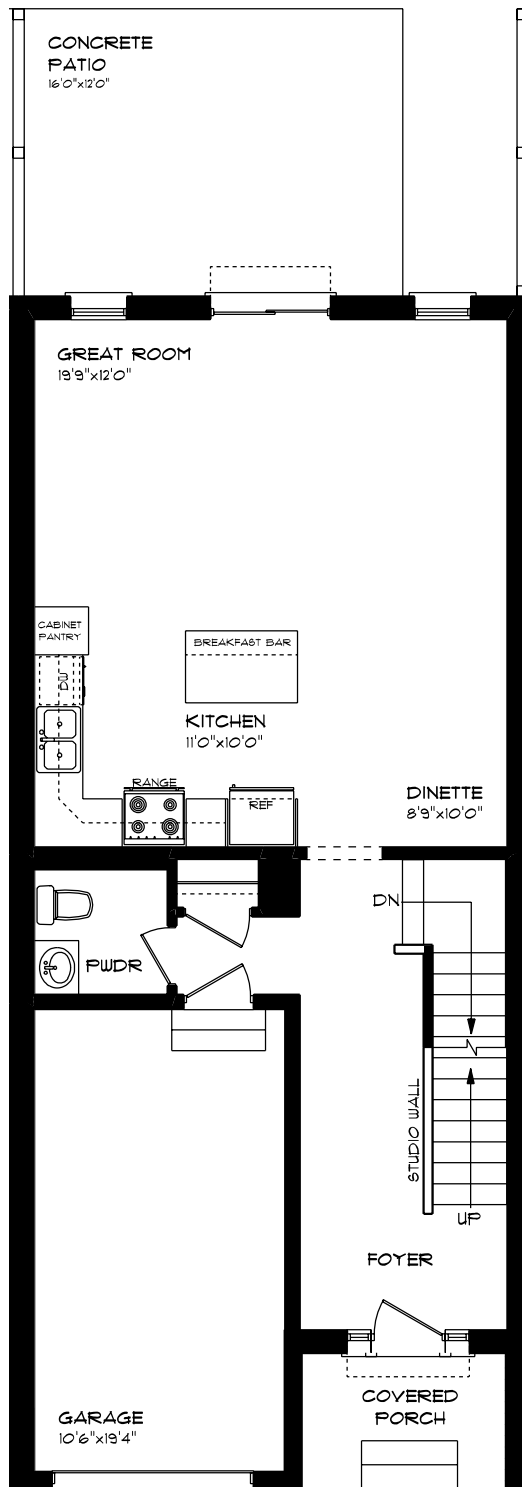 CONCRETE
PATIO
16'0"x12'0"
GREAT ROOM
19'9"x12'0"
CABINET
PANTRY
BREAKFAST BAR
DW
KITCHEN
11'0"x10'0"
RANGE
REF
DINETTE
8'9"x10'0"
DN
PWDR
STUDIO WALL
UP
FOYER
COVERED
PORCH
GARAGE
10'6"x19'4"